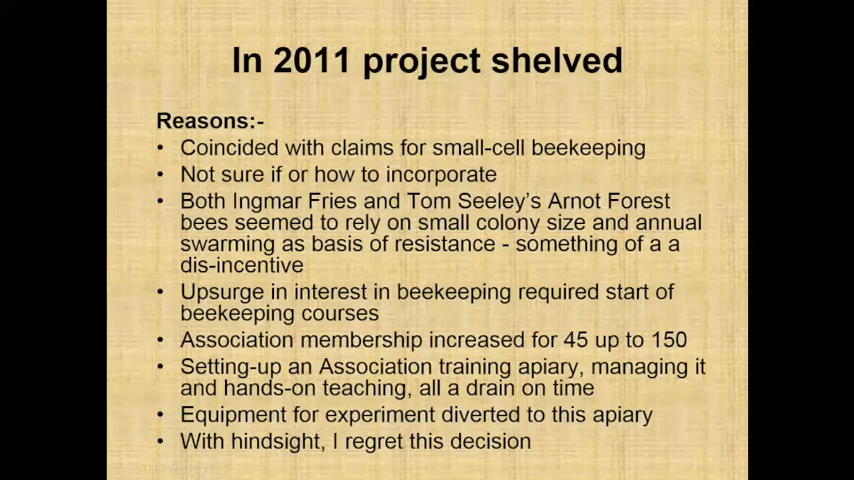 In 2011 project shelved
Reasons:-
• Coincided with claims for small-cell beekeeping
• Not sure if or how to incorporate
• Both Ingmar Fries and Tom Seeley's Arnot Forest
bees seemed to rely on small colony size and annual
swarming as basis of resistance - something of a a
dis-incentive
• Upsurge in interest in beekeeping required start of
beekeeping courses
• Association membership increased for 45 up to 150
• Setting-up an Association training apiary, managing it
and hands-on teaching, all a drain on time
• Equipment for experiment diverted to this apiary
• With hindsight, I regret this decision